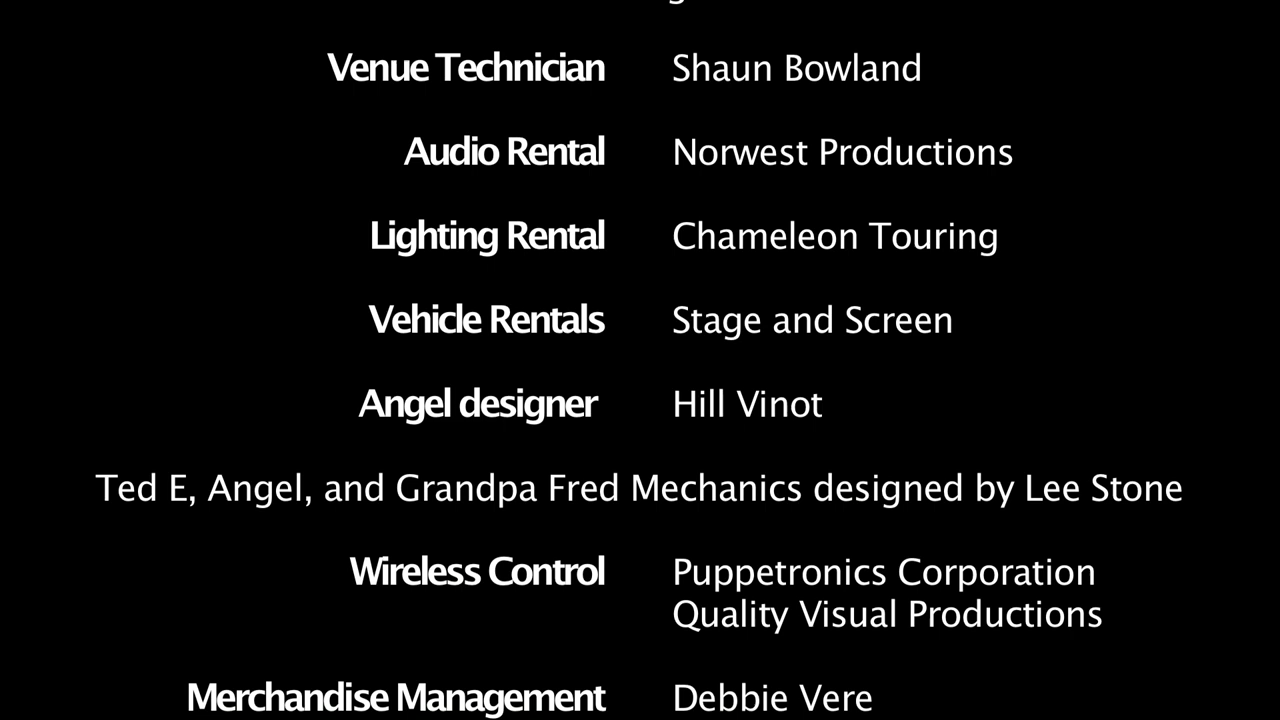 Venue Technician Shaun Bowland
Audio Rental Norwest Productions
Lighting Rental Chameleon Touring
Vehicle Rentals Stage and Screen
Angel designer Hill Vinot
Ted E, Angel, and Grandpa Fred Mechanics designed by Lee Stone
Wireless Control Puppetronics Corporation
Quality Visual Productions
Merchandise Management Debbie Vere